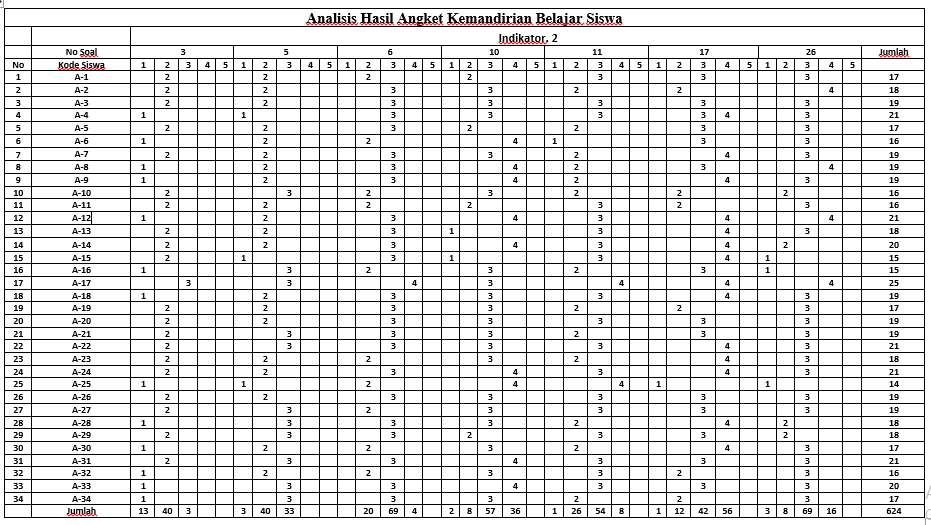 Analisis Hasil Angket Kemandirian Belajar Siswa
Indikator, 2
No Soal 3 5 6 10 11 17 26 Jumlah
No Kode Siswa 1 2 3 4 5 1 2 3 4 5 1 2 3 4 5 1 2 3 4 5 1 2 3 4 5 1 2 3 4 5 1 2 3 4 5
1 A-1 2 2 2 2 3 3 3 17
2 A-2 2 2 3 3 2 2 4 18
3 A-3 2 2 3 3 3 3 3 19
4 A-4 1 1 3 3 3 3 4 3 21
5 A-5 2 2 3 2 2 3 3 17
6 A-6 1 2 2 4 1 3 3 16
7 A-7 2 2 3 3 2 4 3 19
8 A-8 1 2 3 4 2 3 4 19
9 A-9 1 2 3 4 2 4 3 19
10 A-10 2 3 2 3 2 2 2 16
11 A-11 2 2 2 2 3 2 3 16
12 A-12 1 2 3 4 3 4 4 21
13 A-13 2 2 3 1 3 4 3 18
14 A-14 2 2 3 4 3 4 2 20
15 A-15 2 1 3 1 3 4 1 15
16 A-16 1 3 2 3 2 3 1 15
17 A-17 3 3 4 3 4 4 4 25
18 A-18 1 2 3 3 3 4 3 19
19 A-19 2 2 3 3 2 2 3 17
20 A-20 2 2 3 3 3 3 3 19
21 A-21 2 3 3 3 2 3 3 19
22 A-22 2 3 3 3 3 4 3 21
23 A-23 2 2 2 3 2 4 3 18
24 A-24 2 2 3 4 3 4 3 21
25 A-25 1 1 2 4 4 1 1 14
26 A-26 2 2 3 3 3 3 3 19
27 A-27 2 3 2 3 3 3 3 19
28 A-28 1 3 3 3 2 4 2 18
29 A-29 2 3 3 2 3 3 2 18
30 A-30 1 2 2 3 2 4 3 17
31 A-31 2 3 3 4 3 3 3 21
32 A-32 1 2 2 3 3 2 3 16
33 A-33 1 3 3 4 3 3 3 20
34 A-34 1 3 3 3 2 2 3 17
Jumlah 13 40 3 3 40 33 20 69 4 2 8 57 36 1 26 54 8 1 12 42 56 3 8 69 16 624